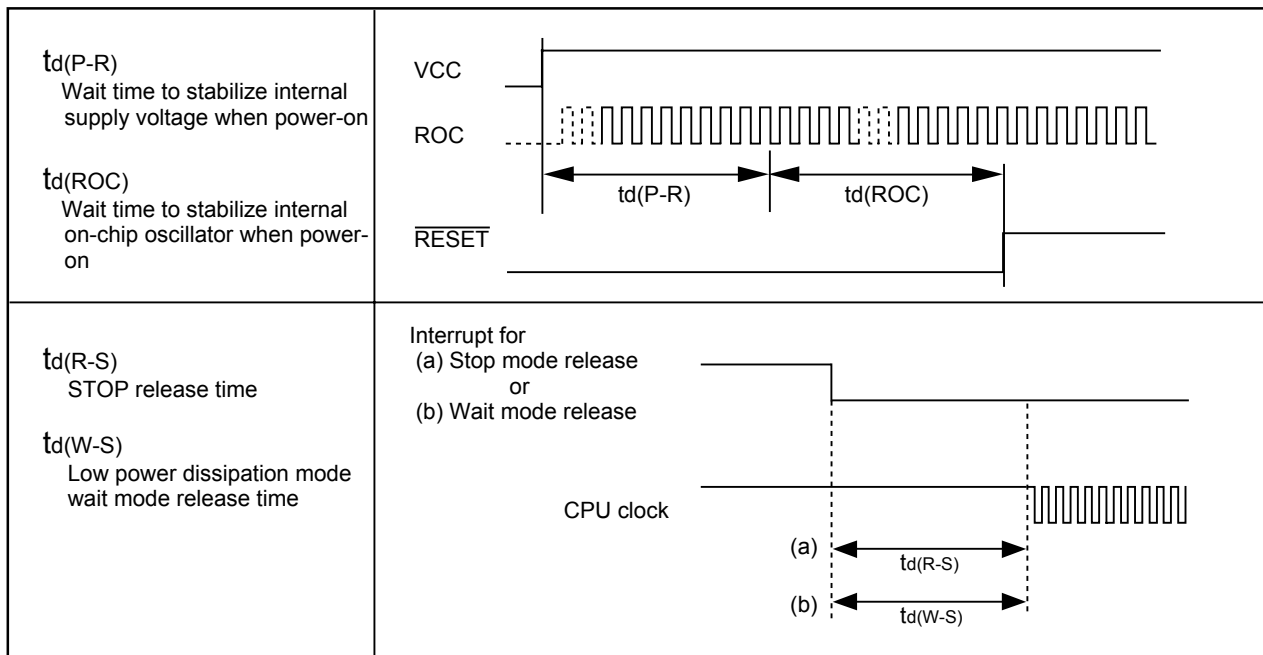 td(P-R)
Wait time to stabilize internal
supply voltage when power-on
td(ROC)
Wait time to stabilize internal
on-chip oscillator when power-
on
VCC
ROC
td(P-R)
td(ROC)
RESET
td(R-S)
STOP release time
td(W-S)
Low power dissipation mode
wait mode release time
Interrupt for
(a) Stop mode release
or
(b) Wait mode release
CPU clock
(a)
td(R-S)
(b)
td(W-S)